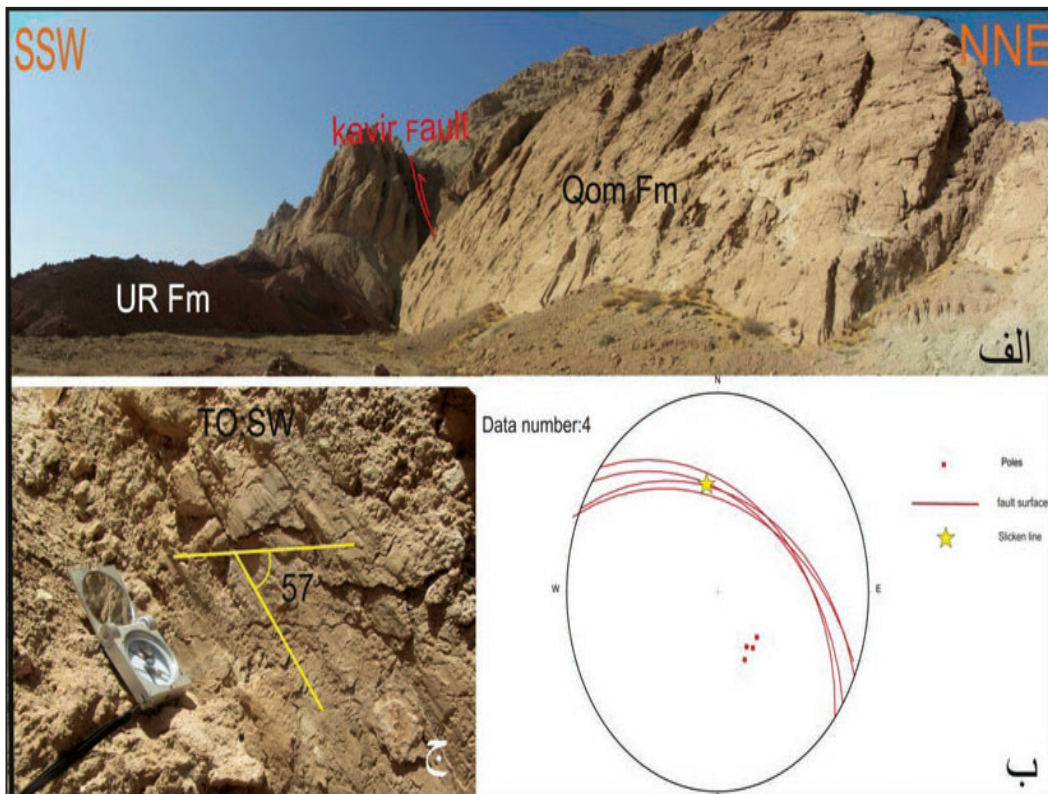 SSW
NNE
kavir Fault
Qom Fm
UR Fm
الف
TO:SW
57
ج
Data number:4
N
W
E
S
Poles
fault surface
Slicken line
ب